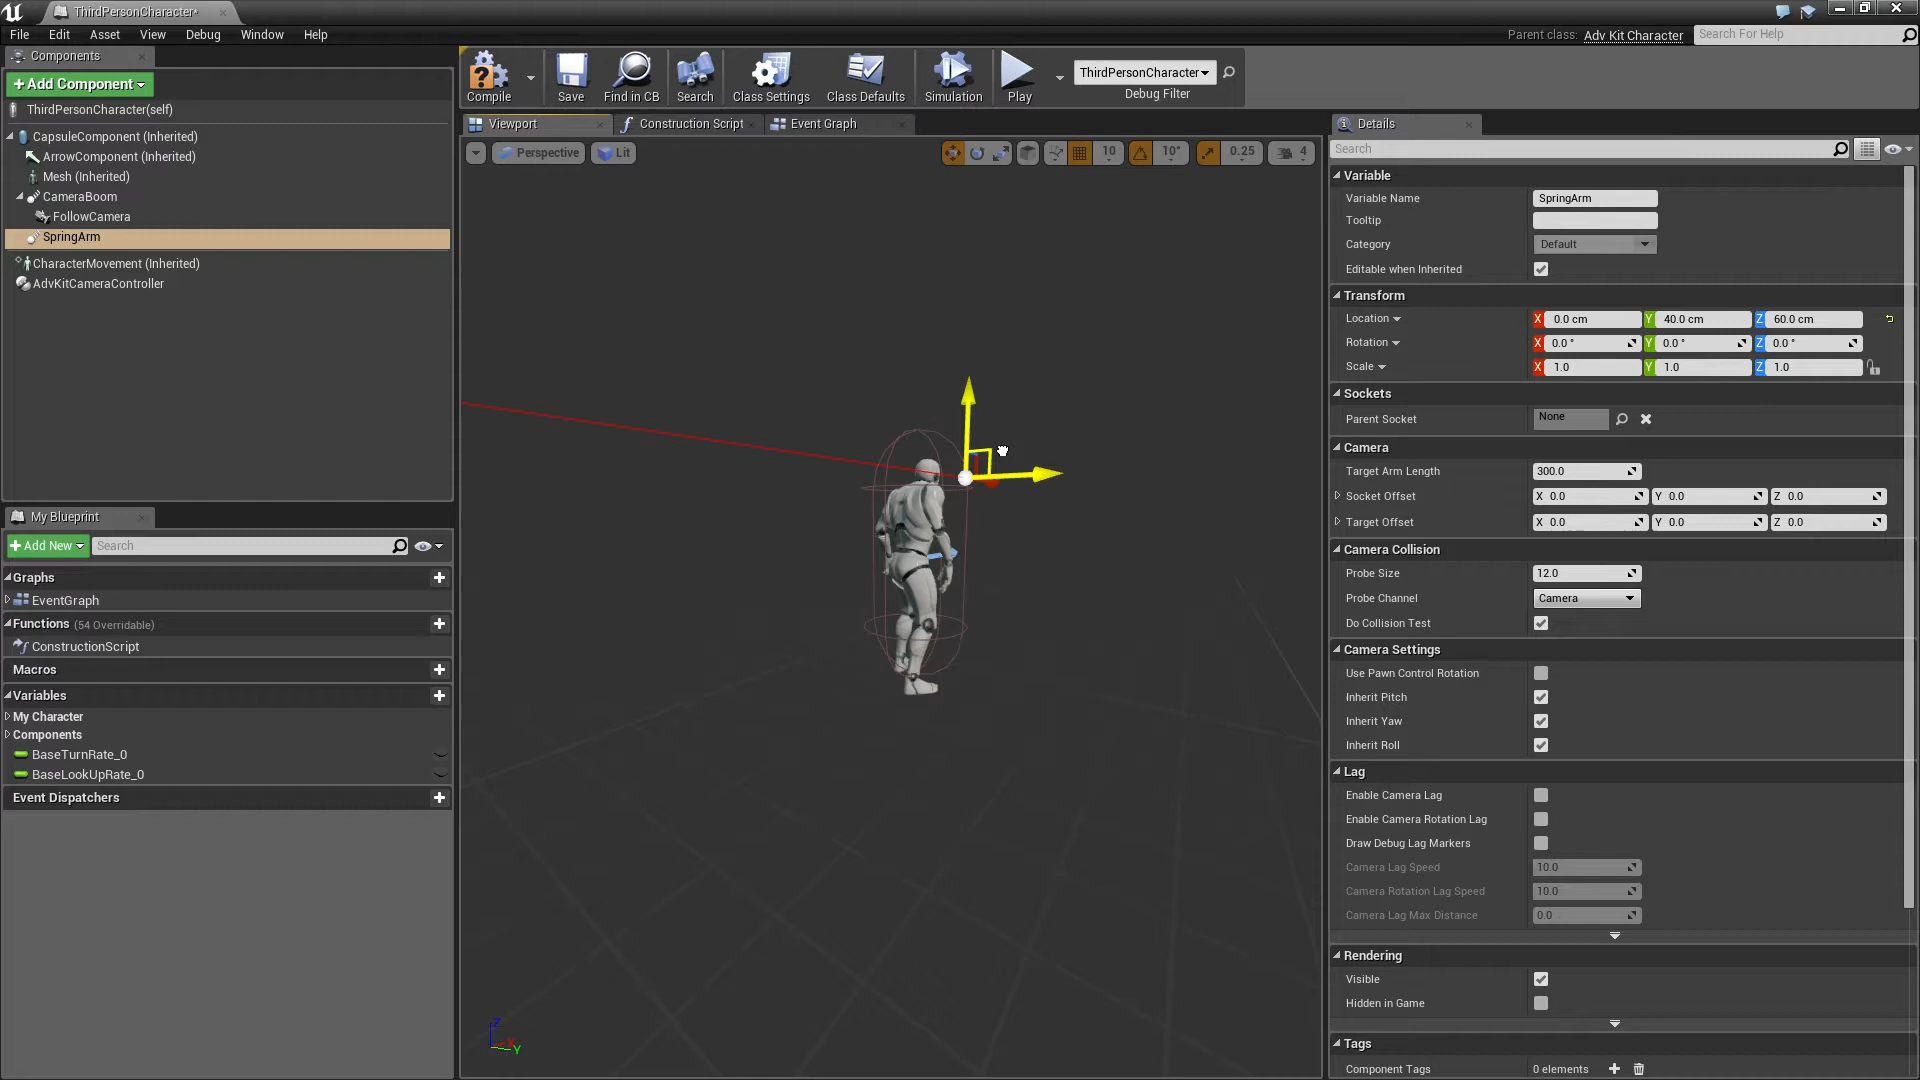 ThirdPersonCharacter*
File Edit Asset View Debug Window Help
Parent class: Adv Kit Character
Search For Help
Components
+Add Component
ThirdPersonCharacter(self)
CapsuleComponent (Inherited)
ArrowComponent (Inherited)
Mesh (Inherited)
CameraBoom
FollowCamera
SpringArm
CharacterMovement (Inherited)
AdvKitCameraController
My Blueprint
+Add New
Search
Graphs
EventGraph
Functions (54 Overridable)
ConstructionScript
Macros
Variables
My Character
Components
BaseTurnRate_0
BaseLookUpRate_0
Event Dispatchers
Compile
Save
Find in CB
Search
Class Settings
Class Defaults
Simulation
Play
ThirdPersonCharacter
Debug Filter
Viewport
Construction Script
Event Graph
Perspective
Lit
10
10°
0.25
4
Z
X
Y
Details
Search
Variable
Variable Name SpringArm
Tooltip
Category Default
Editable when Inherited
Transform
Location X 0.0 cm Y 40.0 cm Z 60.0 cm
Rotation X 0.0 ° Y 0.0 ° Z 0.0 °
Scale X 1.0 Y 1.0 Z 1.0
Sockets
Parent Socket None
Camera
Target Arm Length 300.0
Socket Offset X 0.0 Y 0.0 Z 0.0
Target Offset X 0.0 Y 0.0 Z 0.0
Camera Collision
Probe Size 12.0
Probe Channel Camera
Do Collision Test
Camera Settings
Use Pawn Control Rotation
Inherit Pitch
Inherit Yaw
Inherit Roll
Lag
Enable Camera Lag
Enable Camera Rotation Lag
Draw Debug Lag Markers
Camera Lag Speed 10.0
Camera Rotation Lag Speed 10.0
Camera Lag Max Distance 0.0
Rendering
Visible
Hidden in Game
Tags
Component Tags 0 elements